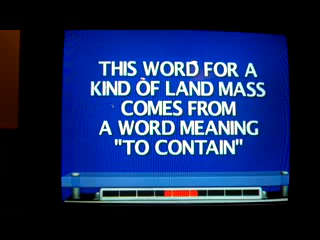 THIS WORD FOR A
KIND OF LAND MASS
COMES FROM
A WORD MEANING
"TO CONTAIN"